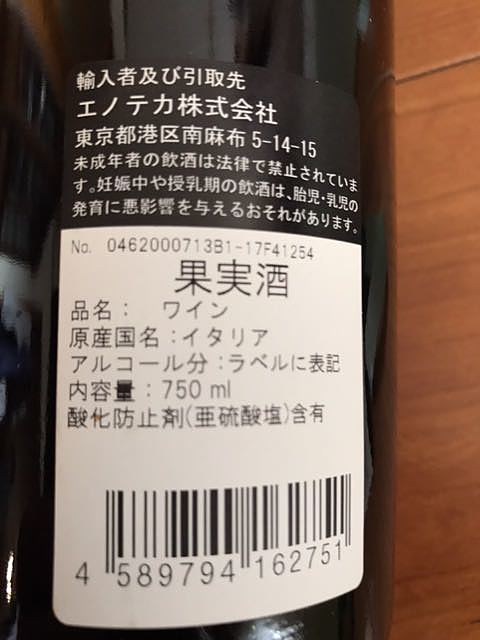 輸入者及び引取先
エノテカ株式会社
東京都港区南麻布5-14-15
未成年者の飲酒は法律で禁止されていま
す。妊娠中や授乳期の飲酒は、胎児・乳児の
発育に悪影響を与えるおそれがあります。
No. 0462000713B1-17F41254
果実酒
品名： ワイン
原産国名：イタリア
アルコール分：ラベルに表記
内容量：750 ml
酸化防止剤(亜硫酸塩)含有
4 589794 162751